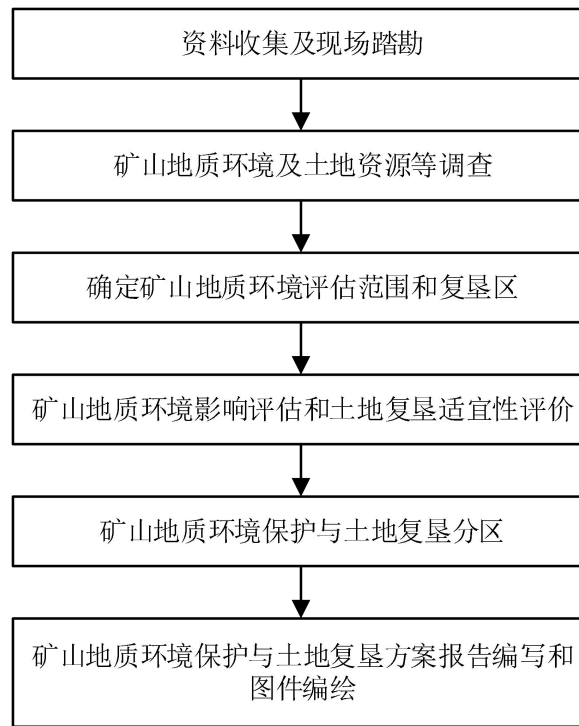 资料收集及现场踏勘
矿山地质环境及土地资源等调查
确定矿山地质环境评估范围和复垦区
矿山地质环境影响评估和土地复垦适宜性评价
矿山地质环境保护与土地复垦分区
矿山地质环境保护与土地复垦方案报告编写和
图件编绘